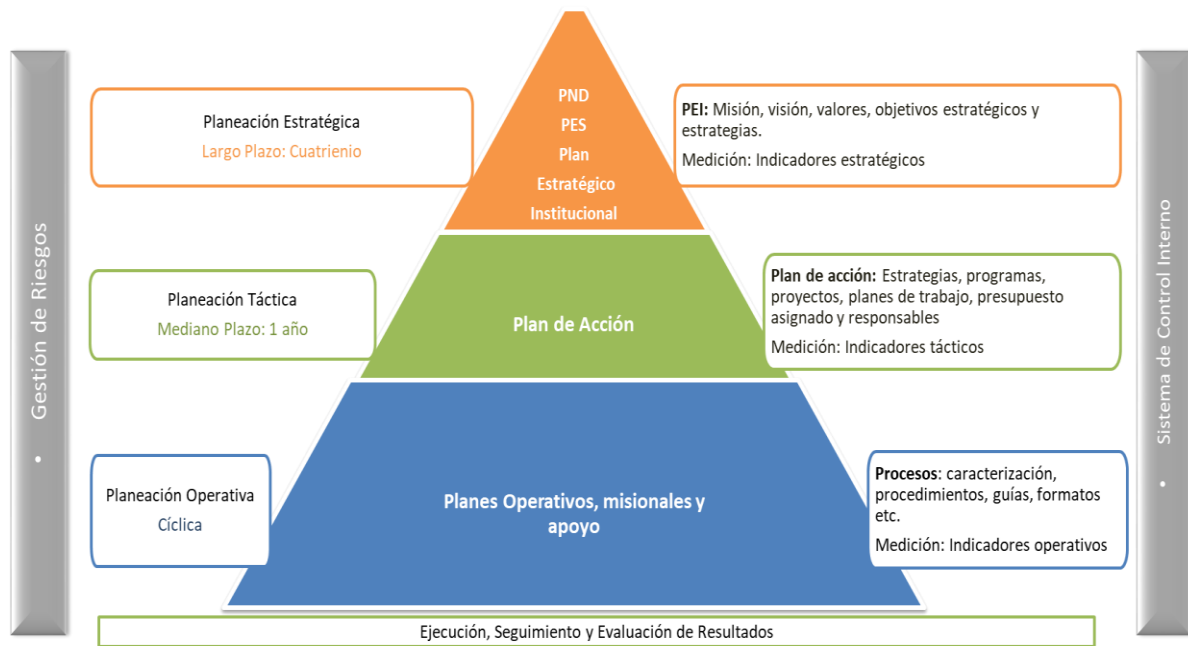 Gestión de Riesgos
•
Planeación Estratégica
Largo Plazo: Cuatrienio
PND
PES
Plan
Estratégico
Institucional
PEI: Misión, visión, valores, objetivos estratégicos y
estrategias.
Medición: Indicadores estratégicos
Planeación Táctica
Mediano Plazo: 1 año
Plan de Acción
Plan de acción: Estrategias, programas,
proyectos, planes de trabajo, presupuesto
asignado y responsables
Medición: Indicadores tácticos
Planeación Operativa
Cíclica
Planes Operativos, misionales y
apoyo
Procesos: caracterización,
procedimientos, guías, formatos
etc.
Medición: Indicadores operativos
Sistema de Control Interno
•
Ejecución, Seguimiento y Evaluación de Resultados